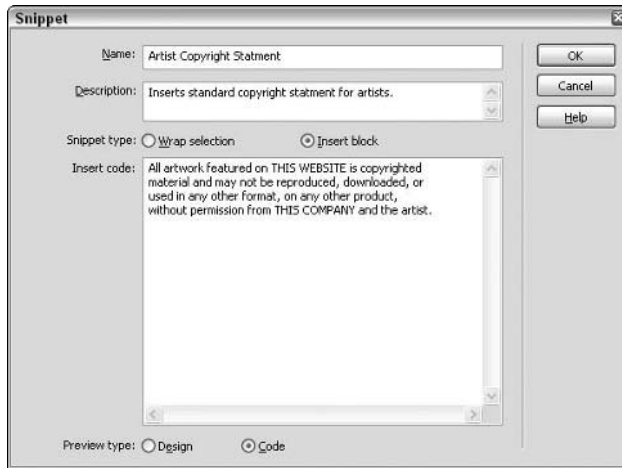 Snippet
Name: Artist Copyright Statment
OK
Description: Inserts standard copyright statment for artists.
Cancel
Help
Snippet type: Wrap selection Insert block
Insert code: All artwork featured on THIS WEBSITE is copyrighted
material and may not be reproduced, downloaded, or
used in any other format, on any other product,
without permission from THIS COMPANY and the artist.
Preview type: Design Code